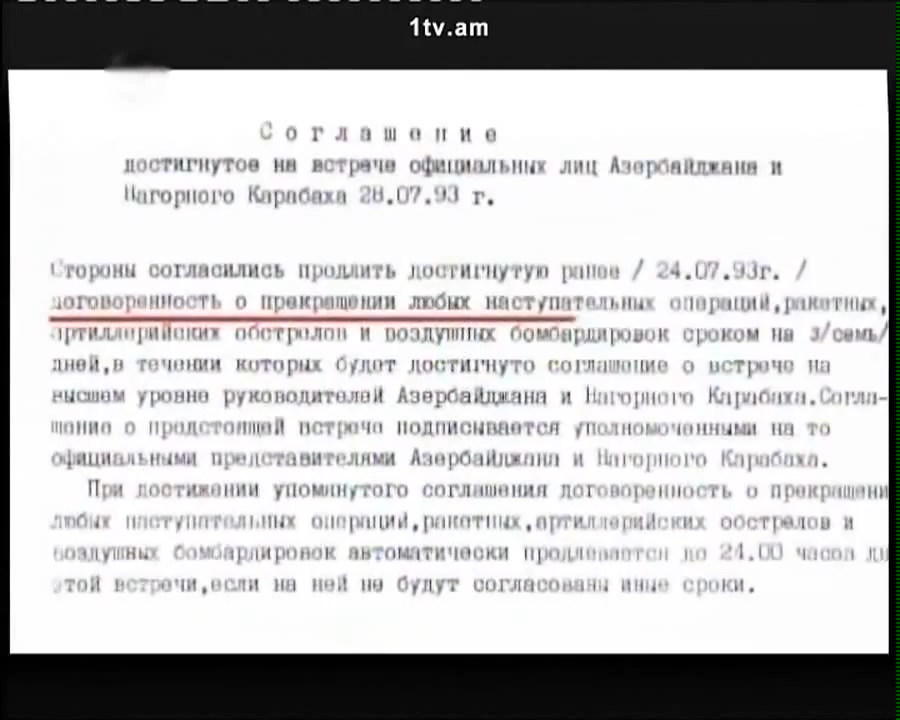 1tv.am
Соглашение
достигнутое на встрече официальных лиц Азербайджана и
Нагорного Карабаха 28.07.93 г.
Стороны согласились продлить достигнутую ранее / 24.07.93г. /
договоренность о прекращении любых наступательных операций,ракетных,
артиллерийских обстрелов и воздушных бомбардировок сроком на /семь/
дней,в течении которых будет достигнуто соглашение о встрече на
высшем уровне руководителей Азербайджана и Нагорного Карабаха.Согла-
шение о предстоящей встрече подписывается уполномоченными на то
официальными представителями Азербайджана и Нагорного Карабаха.
При достижении упомянутого соглашения договоренность о прекращени
любых наступательных операций,ракетных,артиллерийских обстрелов и
воздушных бомбардировок автоматически продлевается до 24.00 часов
этой встречи,если на ней не будут согласованы иные сроки.